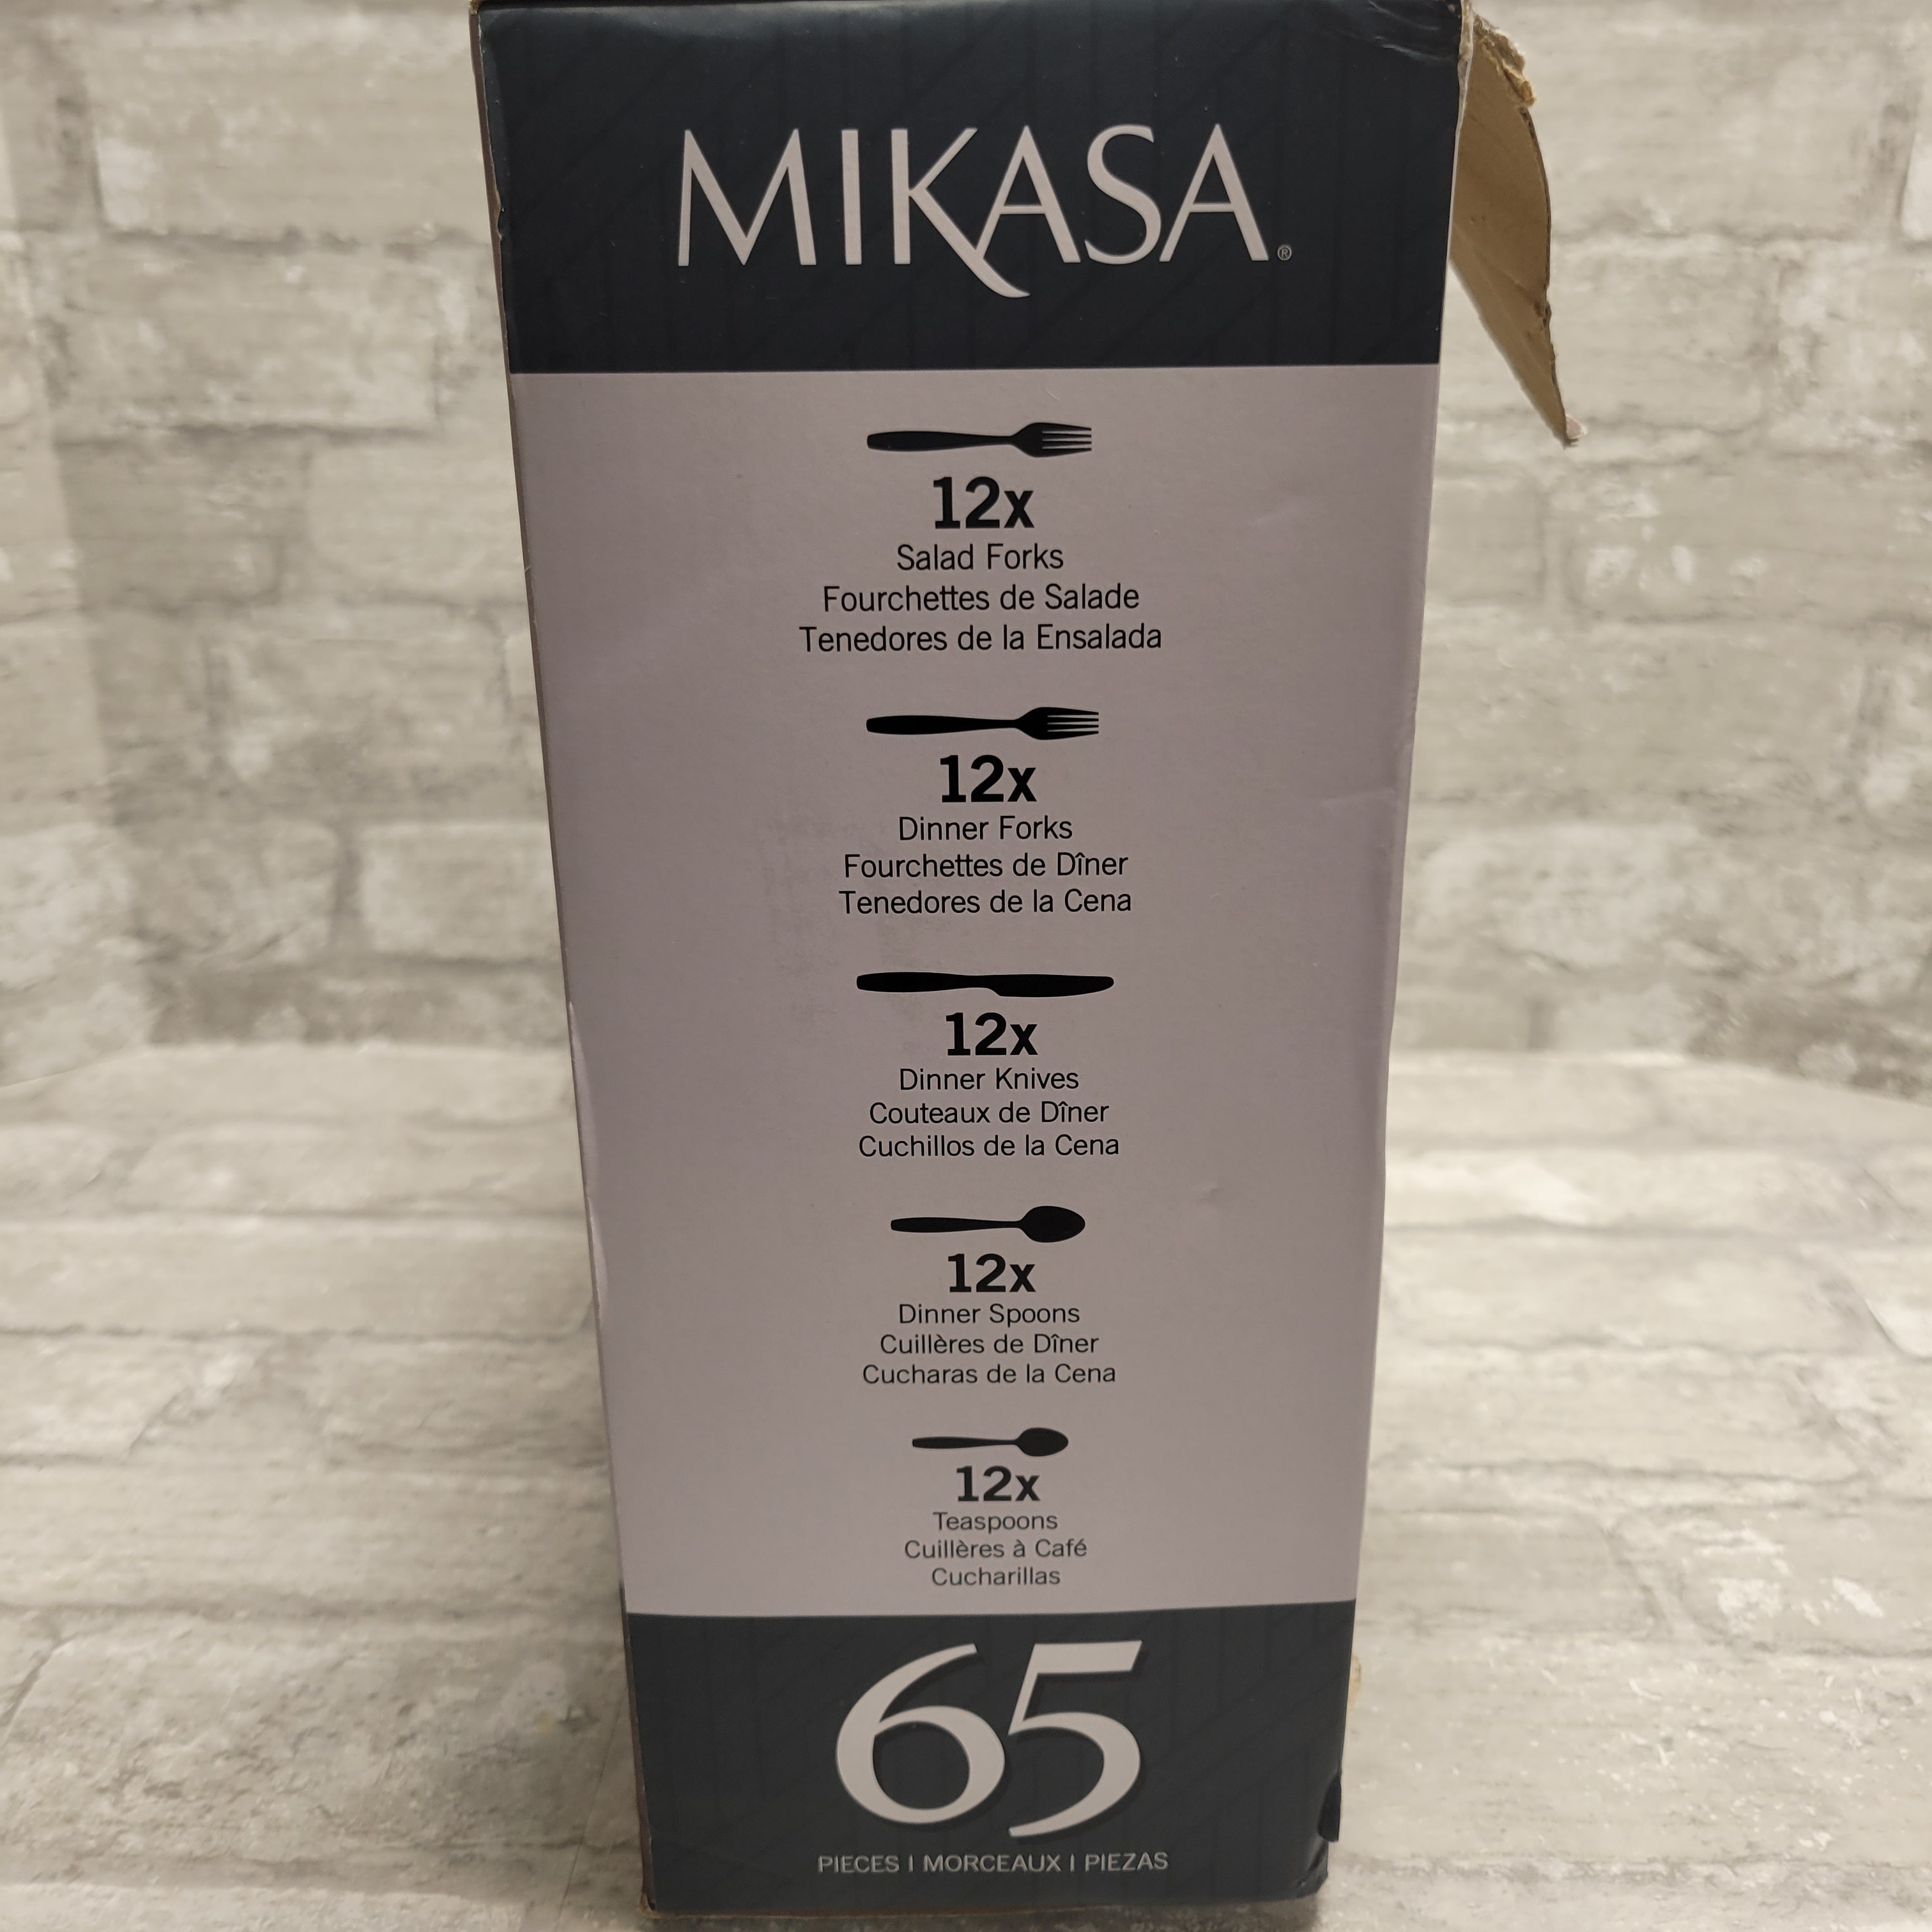 MIKASA®
12x
Salad Forks
Fourchettes de Salade
Tenedores de la Ensalada
12x
Dinner Forks
Fourchettes de Dîner
Tenedores de la Cena
12x
Dinner Knives
Couteaux de Dîner
Cuchillos de la Cena
12x
Dinner Spoons
Cuillères de Dîner
Cucharas de la Cena
12x
Teaspoons
Cuillères à Café
Cucharillas
65
PIECES | MORCEAUX | PIEZAS